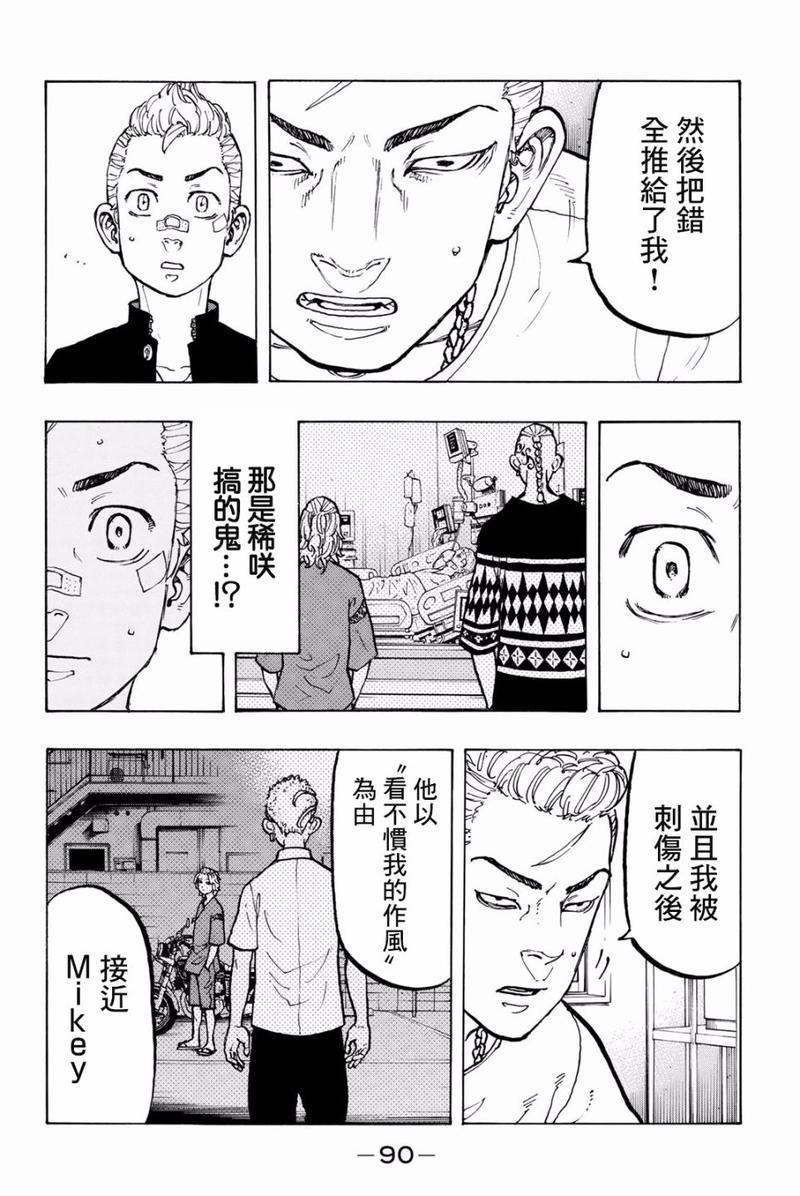 然後把錯
全推給了我！
那是稀咲
搞的鬼…!?
並且我被
刺傷之後
他以
〝看不慣我的作風〞
為由
接近
Mikey
—90—